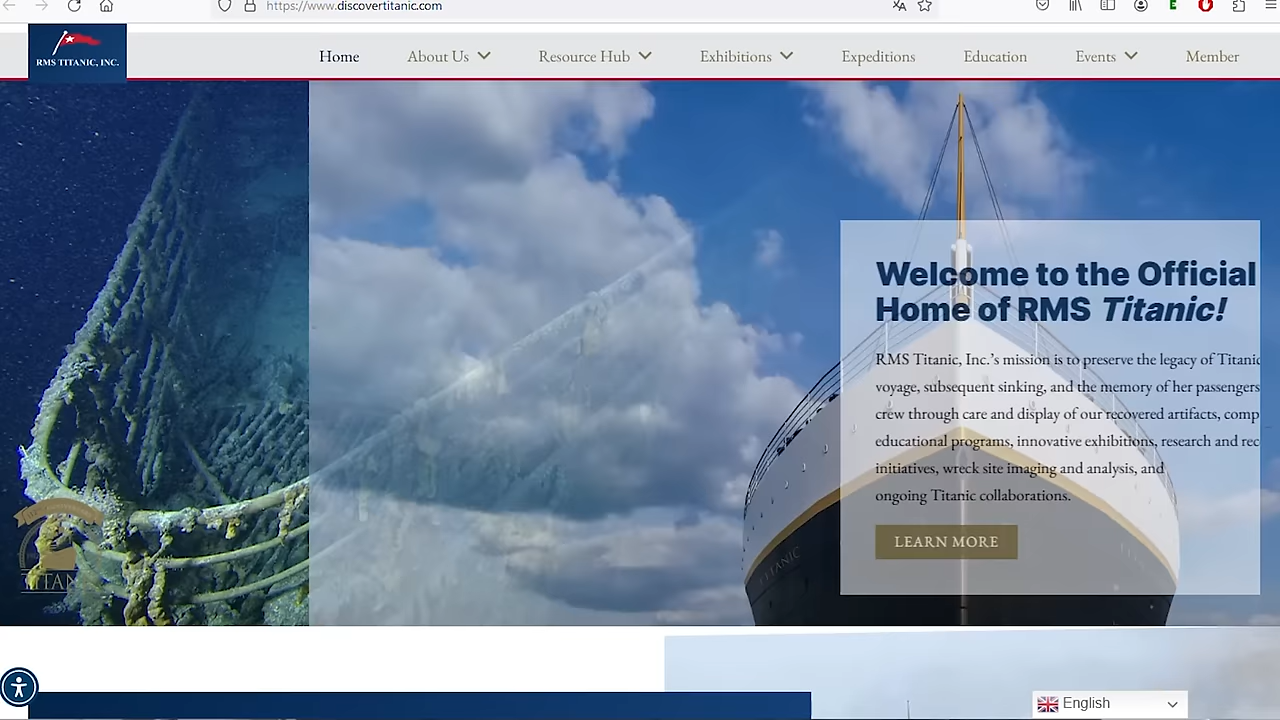 https://www.discovertitanic.com
RMS TITANIC, INC.
Home
About Us
Resource Hub
Exhibitions
Expeditions
Education
Events
Member
Welcome to the Official
Home of RMS Titanic!
RMS Titanic, Inc.’s mission is to preserve the legacy of Titanic
voyage, subsequent sinking, and the memory of her passengers
crew through care and display of our recovered artifacts, comp
educational programs, innovative exhibitions, research and rec
initiatives, wreck site imaging and analysis, and
ongoing Titanic collaborations.
LEARN MORE
TITANIC
TITAN
English